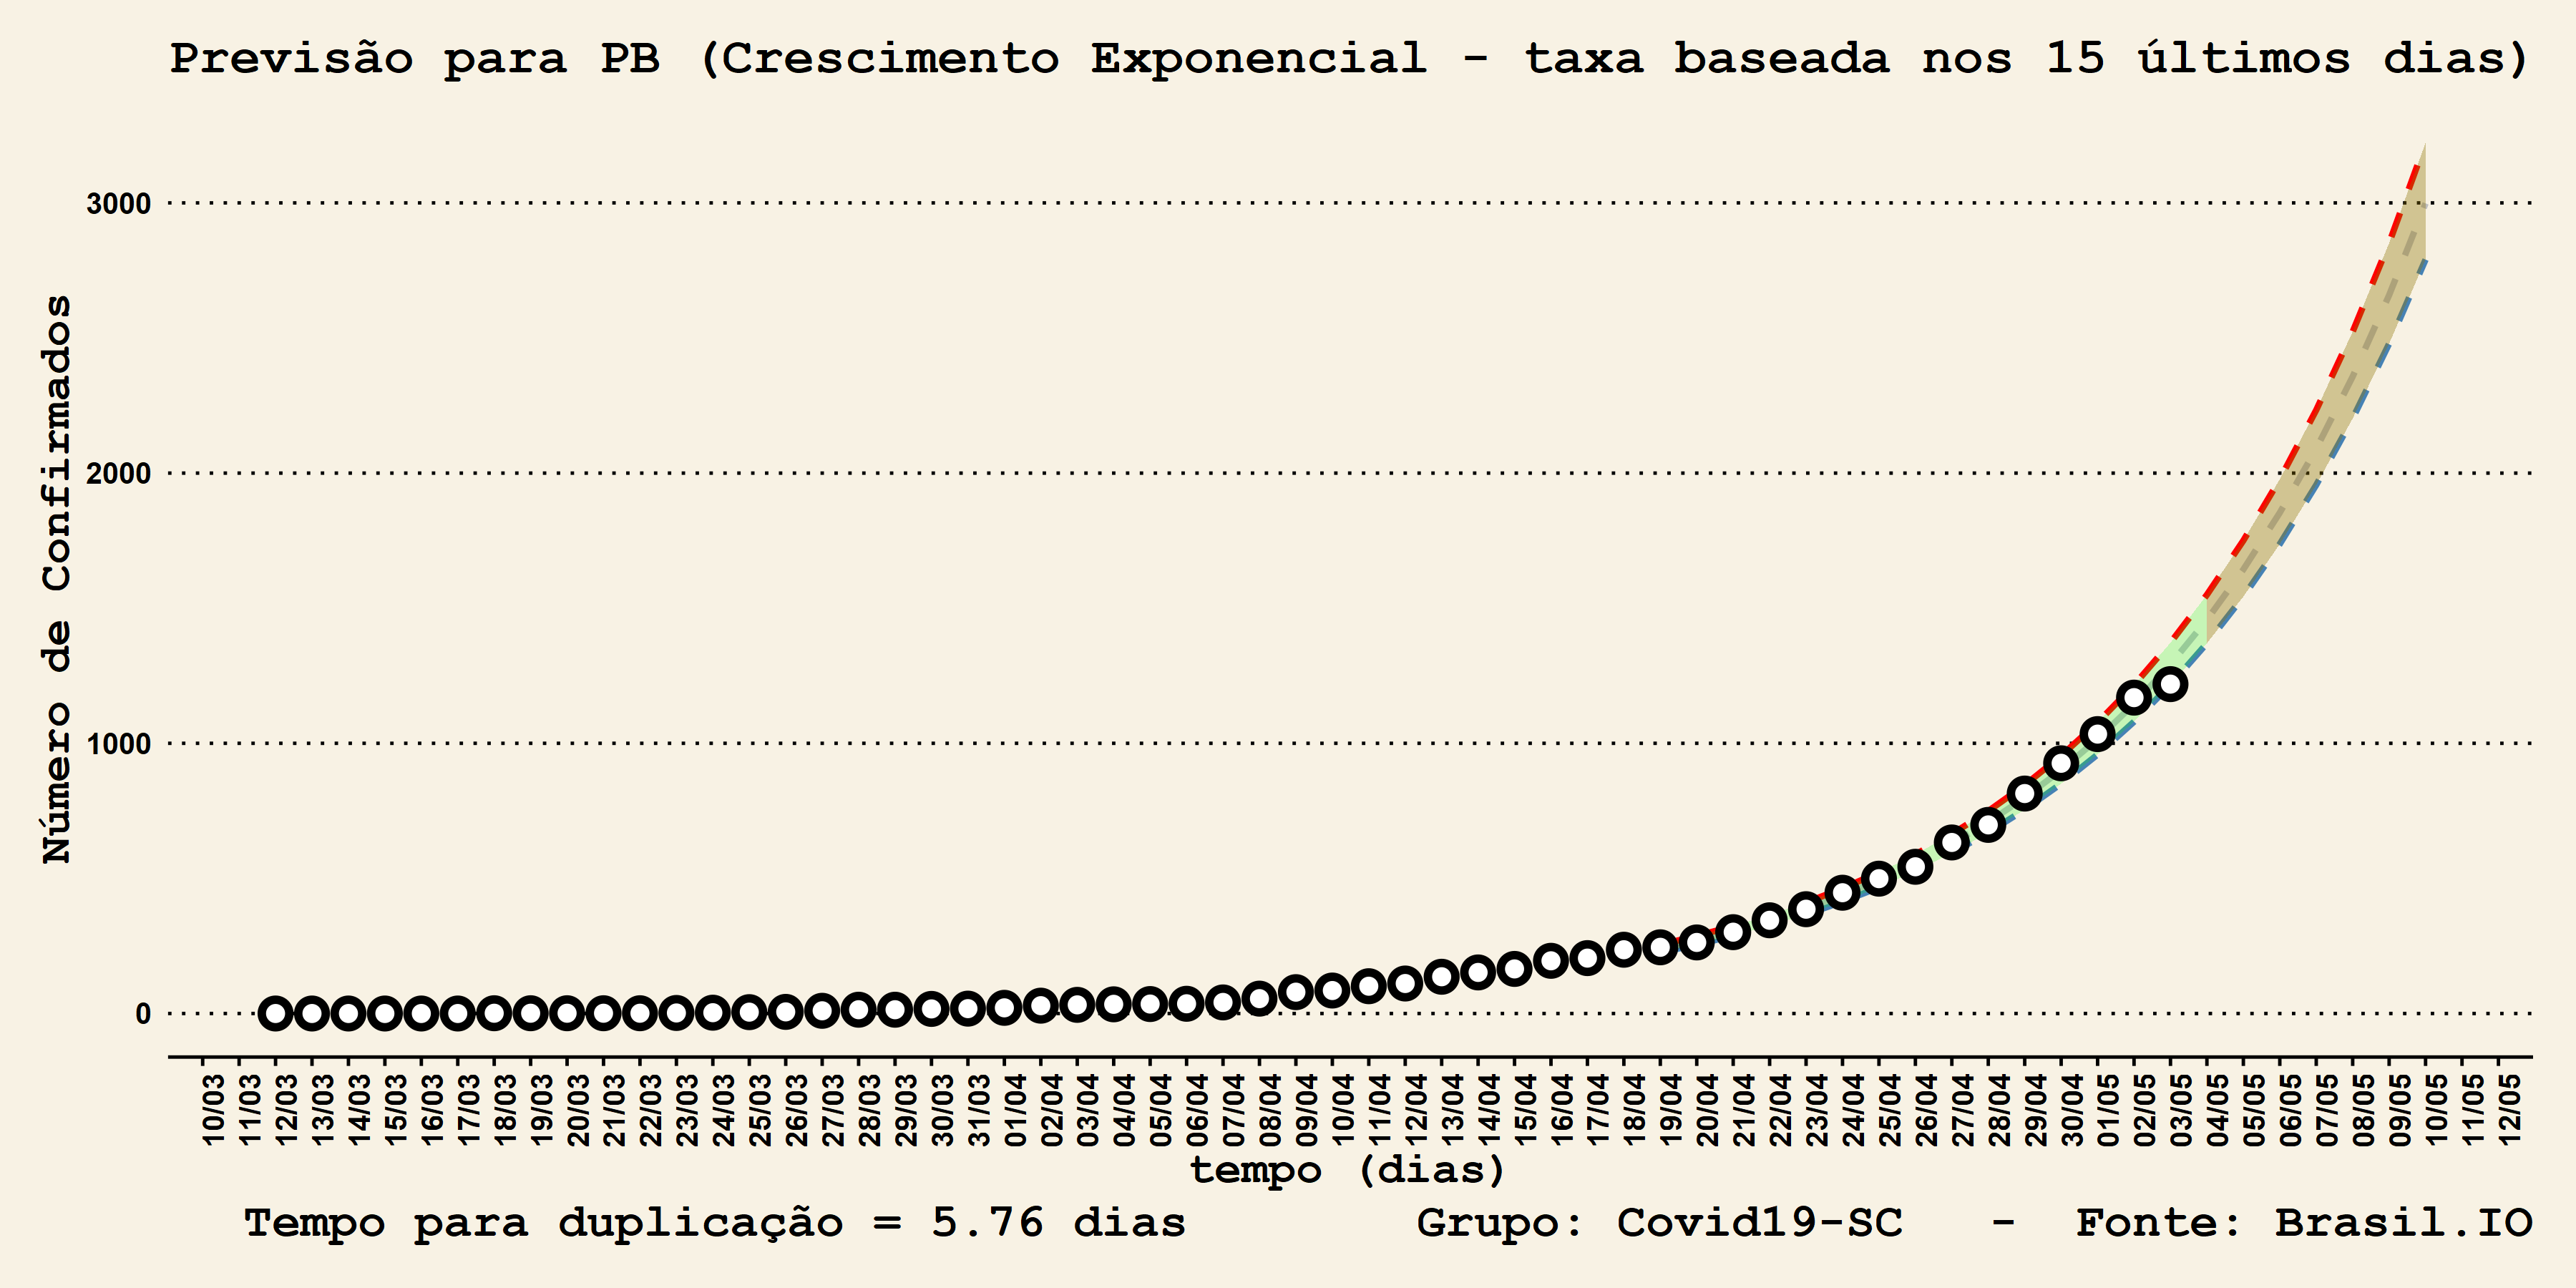 Previsão para PB (Crescimento Exponencial - taxa baseada nos 15 últimos dias)
Número de Confirmados
3000
2000
1000
0
10/03 11/03 12/03 13/03 14/03 15/03 16/03 17/03 18/03 19/03 20/03 21/03 22/03 23/03 24/03 25/03 26/03 27/03 28/03 29/03 30/03 31/03 01/04 02/04 03/04 04/04 05/04 06/04 07/04 08/04 09/04 10/04 11/04 12/04 13/04 14/04 15/04 16/04 17/04 18/04 19/04 20/04 21/04 22/04 23/04 24/04 25/04 26/04 27/04 28/04 29/04 30/04 01/05 02/05 03/05 04/05 05/05 06/05 07/05 08/05 09/05 10/05 11/05 12/05
tempo (dias)
Tempo para duplicação = 5.76 dias Grupo: Covid19-SC - Fonte: Brasil.IO